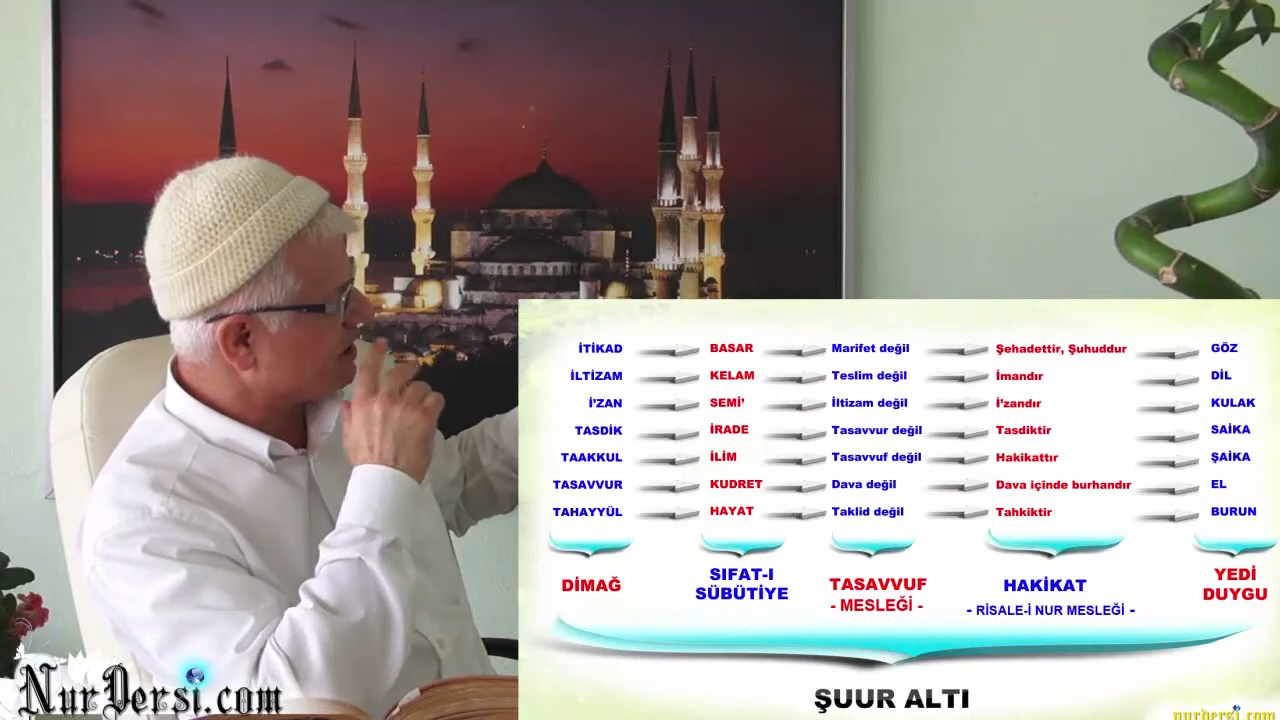 İTİKAD BASAR Marifet değil Şehadettir, Şuhuddur GÖZ
İLTİZAM KELAM Teslim değil İmandır DİL
İ'ZAN SEMİ' İltizam değil İ'zandır KULAK
TASDİK İRADE Tasavvur değil Tasdiktir SAİKA
TAAKKUL İLİM Tasavvuf değil Hakikattır ŞAİKA
TASAVVUR KUDRET Dava değil Dava içinde burhandır EL
TAHAYYÜL HAYAT Taklid değil Tahkiktir BURUN
DİMAĞ
SIFAT-I
SÜBÛTİYE
TASAVVUF
- MESLEĞİ -
HAKİKAT
- RİSALE-İ NUR MESLEĞİ -
YEDİ
DUYGU
ŞUUR ALTI
NurDersi.com
nurdersi.com